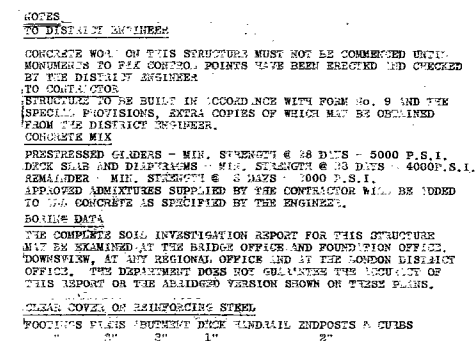 NOTES
TO DISTRICT ENGINEER
CONCRETE WORK ON THIS STRUCTURE MUST NOT BE COMMENCED UNTIL
MONUMENTS TO FIX CONTROL POINTS HAVE BEEN ERECTED AND CHECKED
BY THE DISTRICT ENGINEER
TO CONTRACTOR
STRUCTURE TO BE BUILT IN ACCORDANCE WITH FORM No. 9 AND THE
SPECIAL PROVISIONS, EXTRA COPIES OF WHICH MAY BE OBTAINED
FROM THE DISTRICT ENGINEER.
CONCRETE MIX
PRESTRESSED GIRDERS - MIN. STRENGTH @ 28 DAYS - 5000 P.S.I.
DECK SLAB AND DIAPHRAGMS - MIN. STRENGTH @ 28 DAYS - 4000P.S.I.
REMAINDER - MIN. STRENGTH @ DAYS - P.S.I.
APPROVED ADMIXTURES SUPPLIED BY THE CONTRACTOR WILL BE ADDED
TO THE CONCRETE AS SPECIFIED BY THE ENGINEER.
BORING DATA
THE COMPLETE SOIL INVESTIGATION REPORT FOR THIS STRUCTURE
MAY BE EXAMINED AT THE BRIDGE OFFICE AND FOUNDATION OFFICE,
DOWNSVIEW, AT ANY REGIONAL OFFICE AND AT THE LONDON DISTRICT
OFFICE. THE DEPARTMENT DOES NOT GUARANTEE THE ACCURACY OF
THIS REPORT OR THE ABRIDGED VERSION SHOWN ON THESE PLANS.
CLEAR COVER ON REINFORCING STEEL
FOOTINGS PIERS ABUTMENT DECK HANDRAIL ENDPOSTS & CURBS
" 2" 3" 1" 2"